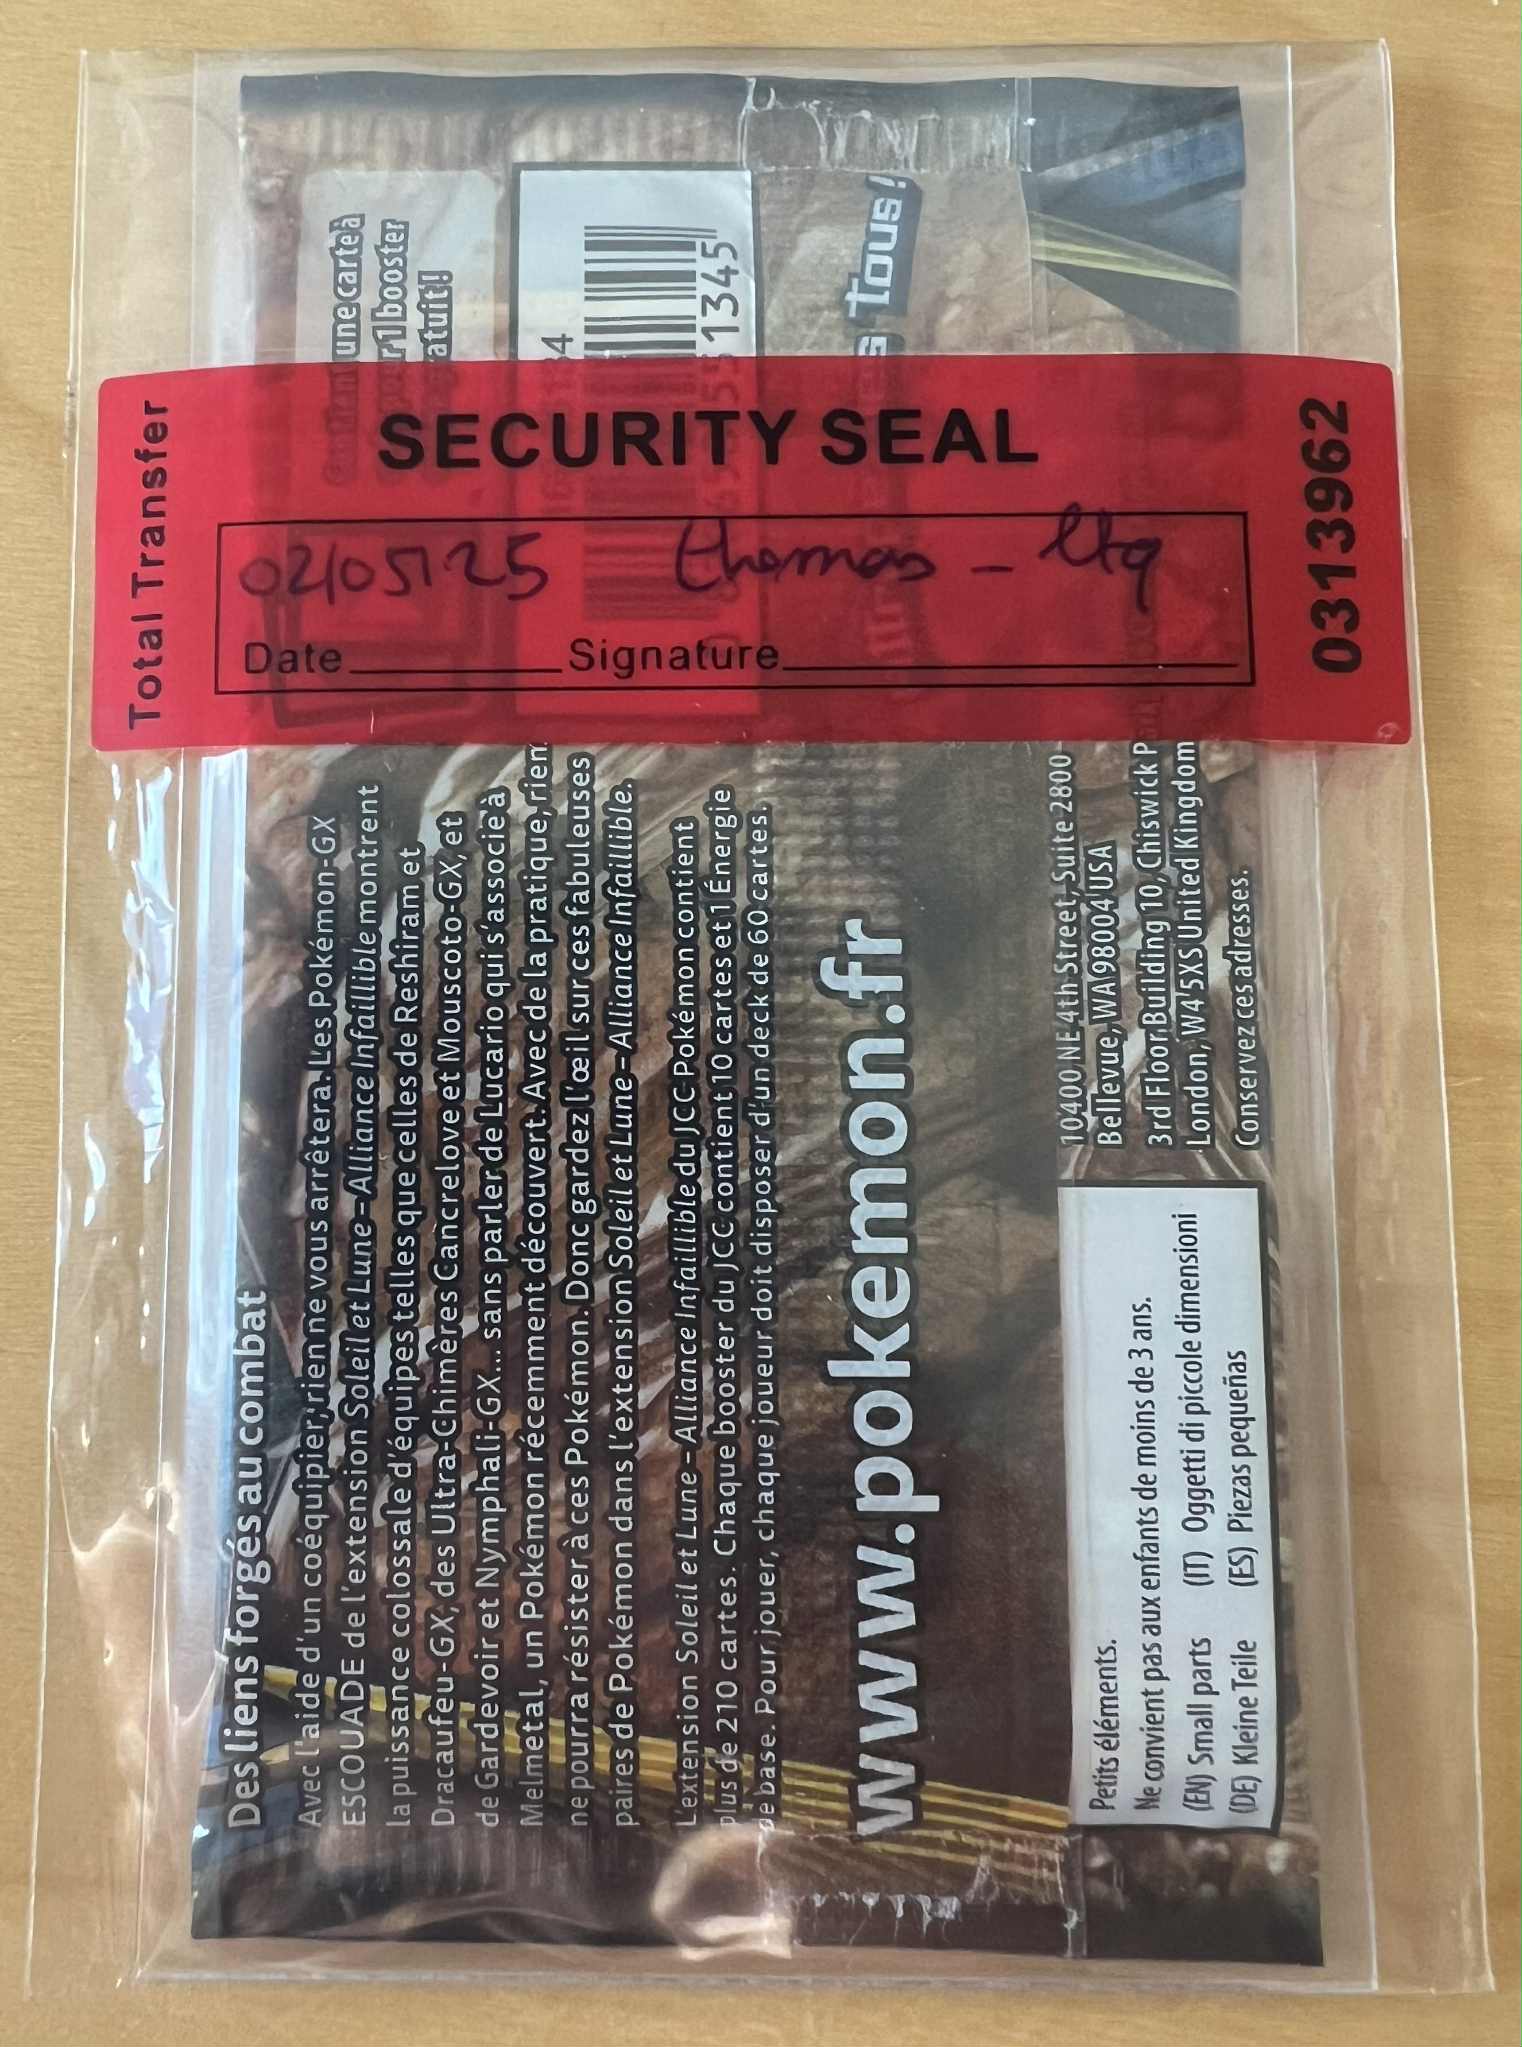 Total Transfer
SECURITY SEAL
02/05/25 thomas_ltq
Date Signature
0313962
une carte à
1 booster
1345
tous!
Des liens forgés au combat
Avec l'aide d'un coéquipier, rien ne vous arrêtera. Les Pokémon-GX
ESCOUADE de l'extension Soleil et Lune – Alliance Infaillible montrent
la puissance colossale d'équipes telles que celles de Reshiram et
Dracaufeu-GX, des Ultra-Chimères Cancrelove et Mouscoto-GX, et
de Gardevoir et Nymphali-GX... sans parler de Lucario qui s'associe à
Melmetal, un Pokémon récemment découvert. Avec de la pratique, rien
ne pourra résister à ces Pokémon. Donc gardez l'œil sur ces fabuleuses
paires de Pokémon dans l'extension Soleil et Lune – Alliance Infaillible.
L'extension Soleil et Lune – Alliance Infaillible du JCC Pokémon contient
plus de 210 cartes. Chaque booster du JCC contient 10 cartes et 1 Énergie
de base. Pour jouer, chaque joueur doit disposer d'un deck de 60 cartes.
www.pokemon.fr
10400 NE 4th Street, Suite 2800
Bellevue, WA 98004 USA
3rd Floor Building 10, Chiswick
London, W4 5XS United Kingdom
Conservez ces adresses.
Petits éléments.
Ne convient pas aux enfants de moins de 3 ans.
(EN) Small parts (IT) Oggetti di piccole dimensioni
(DE) Kleine Teile (ES) Piezas pequeñas